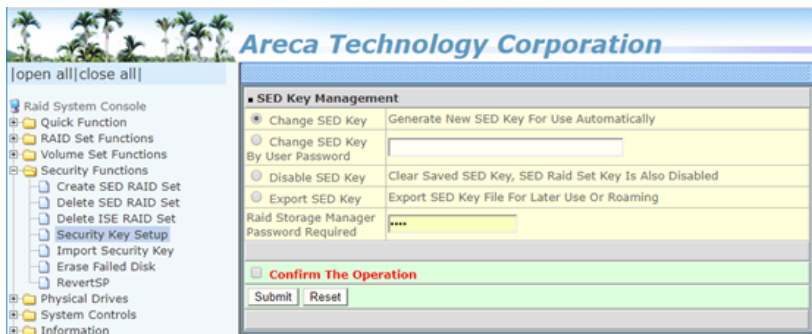 Areca Technology Corporation
|open all|close all|
Raid System Console
Quick Function
RAID Set Functions
Volume Set Functions
Security Functions
Create SED RAID Set
Delete SED RAID Set
Delete ISE RAID Set
Security Key Setup
Import Security Key
Erase Failed Disk
RevertSP
Physical Drives
System Controls
Information
SED Key Management
Change SED Key Generate New SED Key For Use Automatically
Change SED Key
By User Password
Disable SED Key Clear Saved SED Key, SED Raid Set Key Is Also Disabled
Export SED Key Export SED Key File For Later Use Or Roaming
Raid Storage Manager
Password Required ••••
Confirm The Operation
Submit Reset